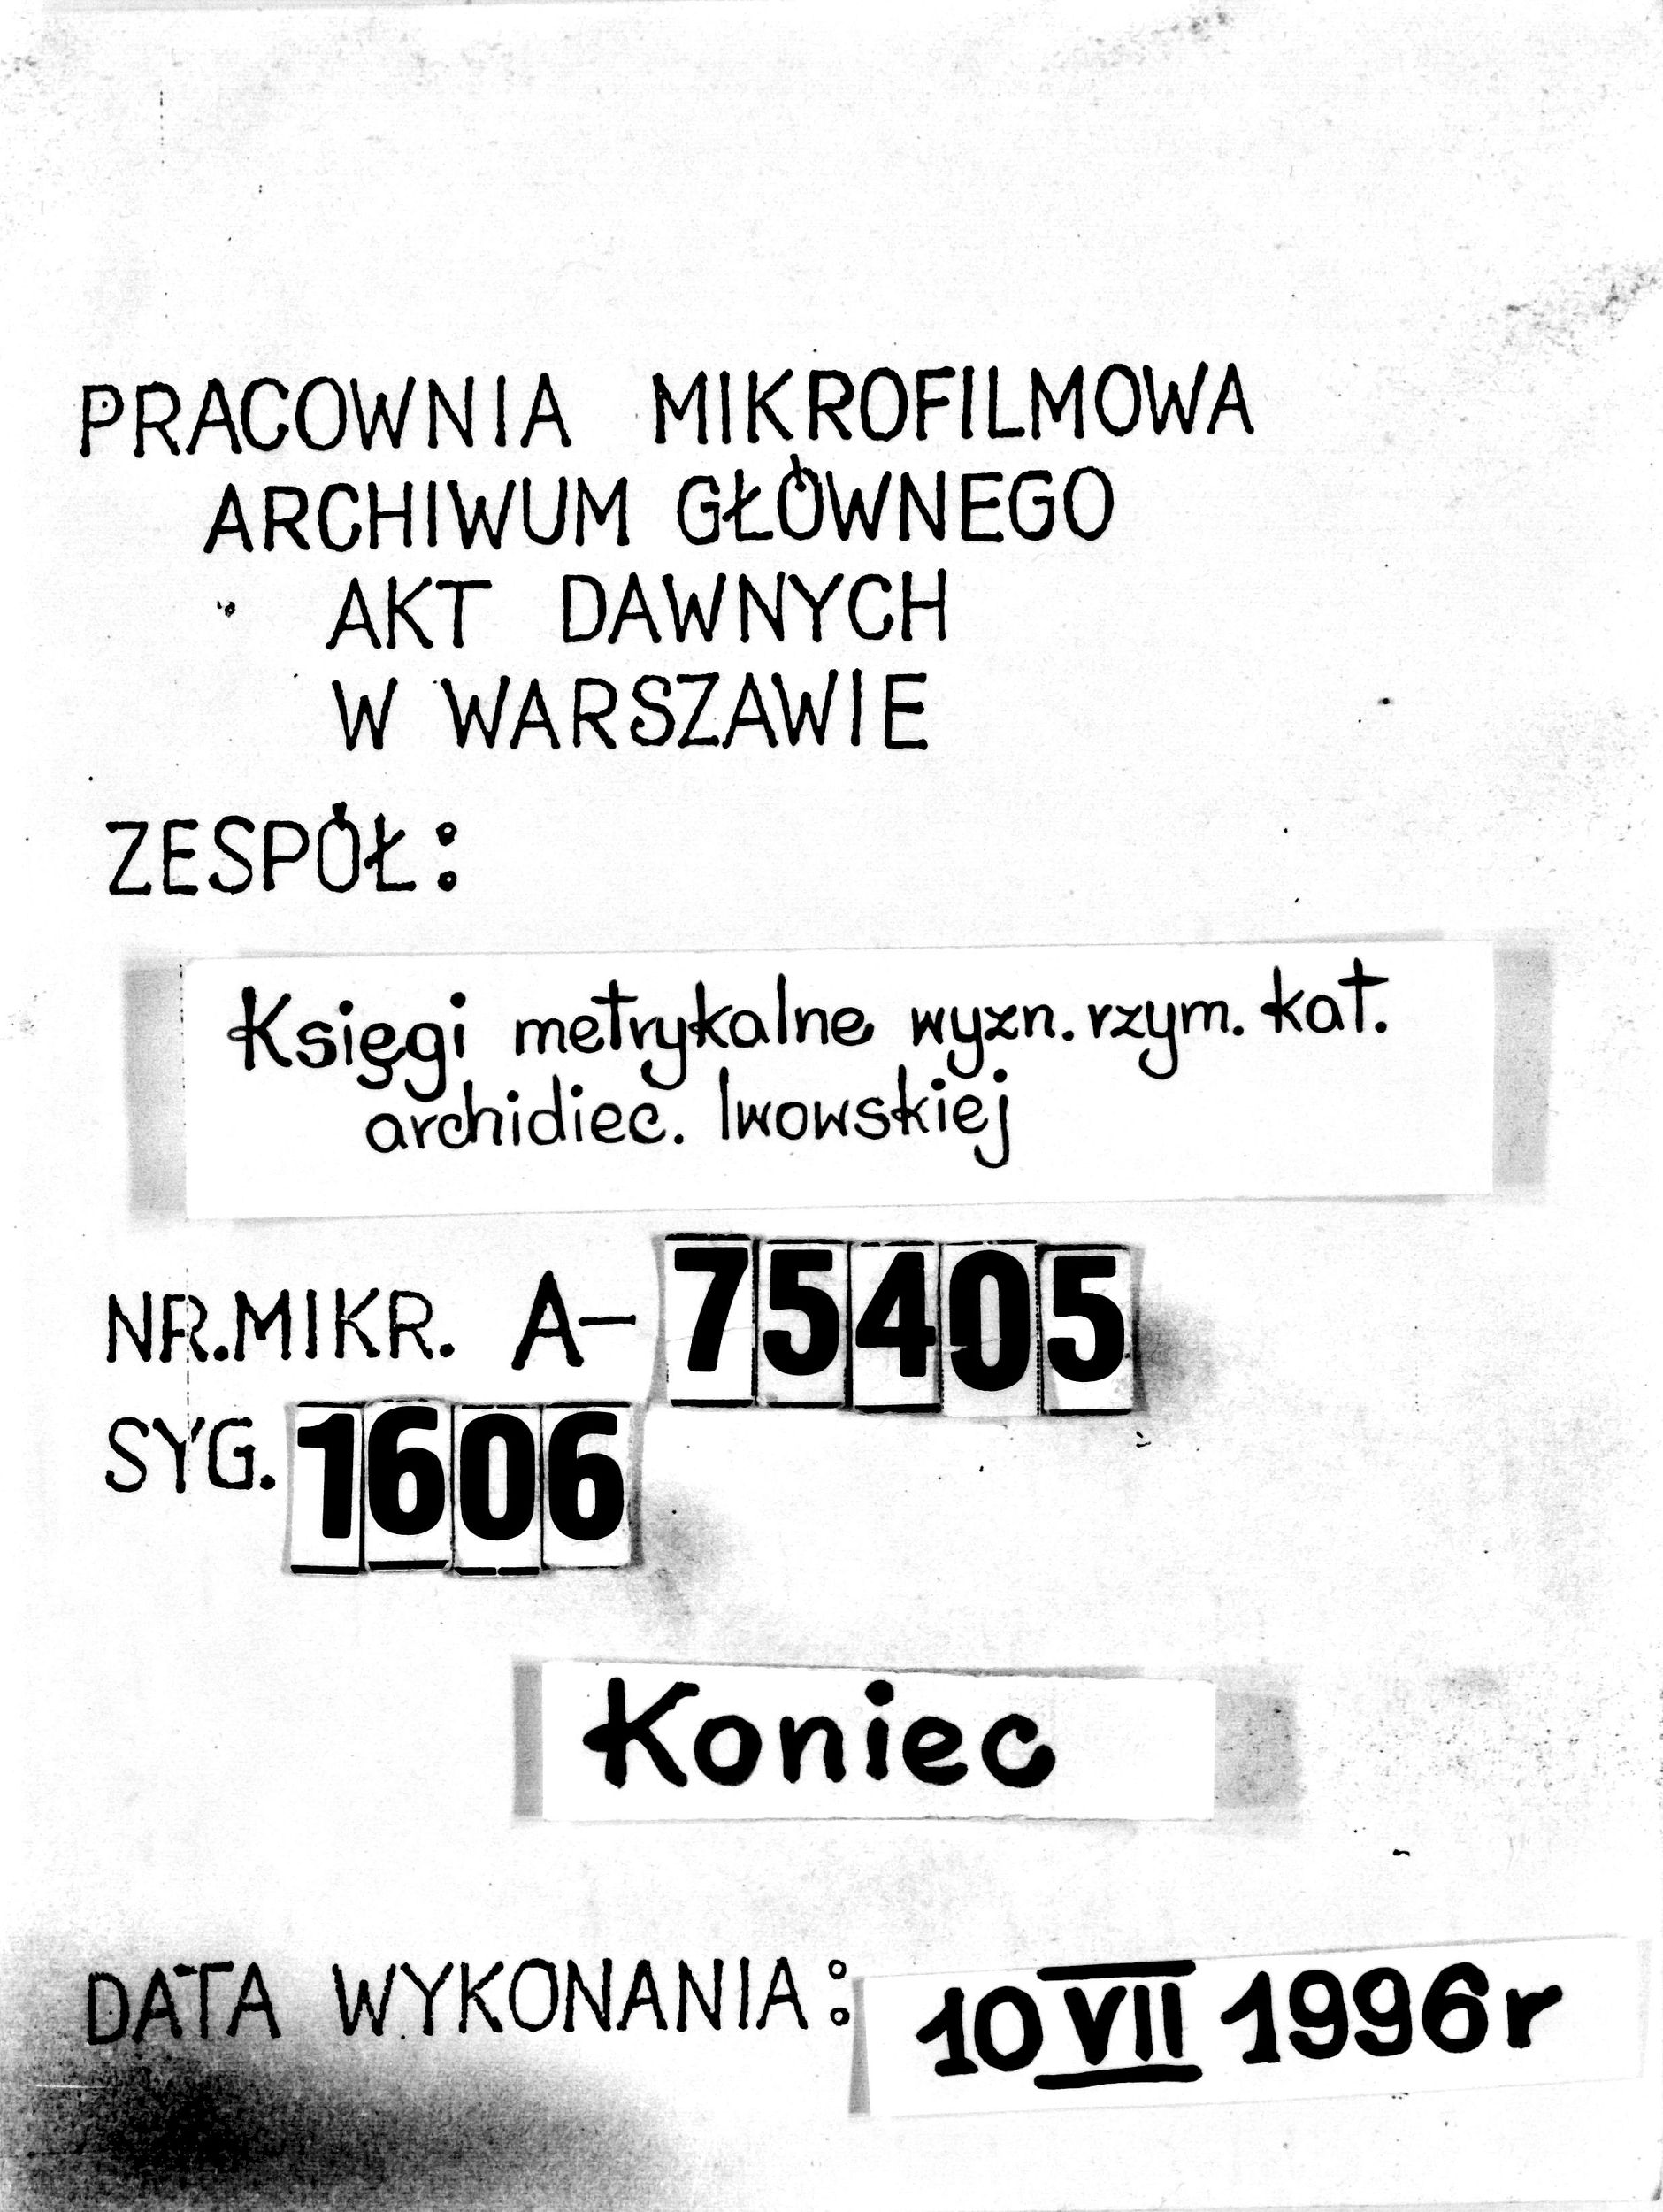 PRACOWNIA MIKROFILMOWA
ARCHIWUM GŁÓWNEGO
AKT DAWNYCH
W WARSZAWIE
ZESPÓŁ:
Księgi metrykalne wyzn. rzym. kat.
archidiec. lwowskiej
NR.MIKR. A-75405
SYG. 1606
Koniec
DATA WYKONANIA: 10 VII 1996r